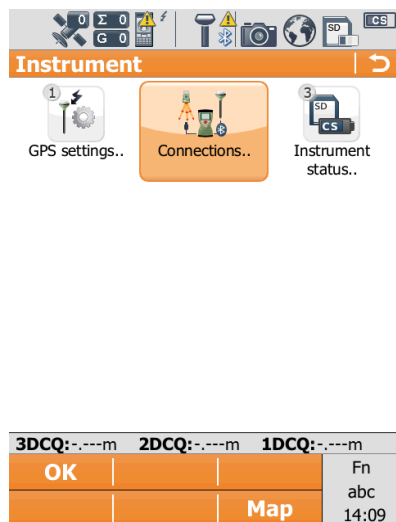 0 Σ 0 SD CS
G 0
Instrument
1 3
SD
CS
GPS settings.. Connections.. Instrument
status..
3DCQ:-.---m 2DCQ:-.---m 1DCQ:-.---m
OK Fn
abc
Map 14:09